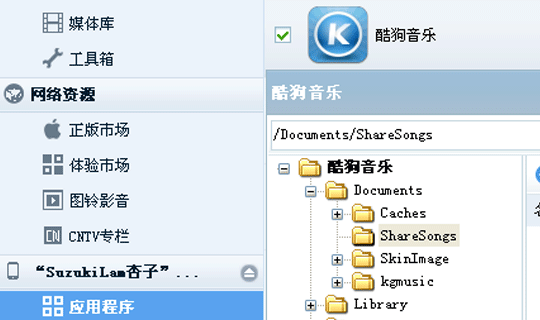 媒体库
工具箱
网络资源
正版市场
体验市场
图铃影音
CNTV专栏
“SuzukiLam杏子”...
应用程序
酷狗音乐
酷狗音乐
/Documents/ShareSongs
酷狗音乐
Documents
Caches
ShareSongs
SkinImage
kgmusic
Library